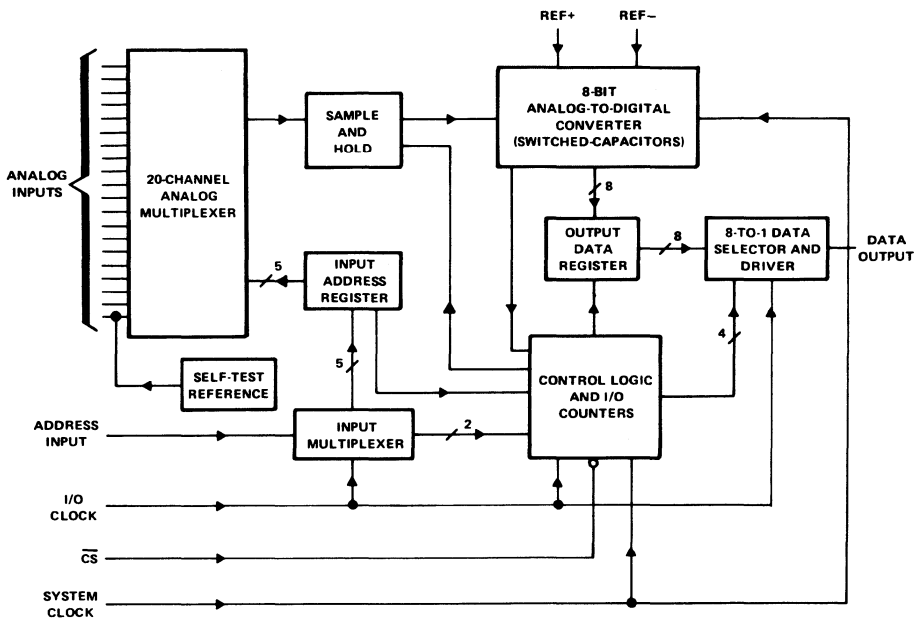 REF+
REF−
8-BIT
ANALOG-TO-DIGITAL
CONVERTER
(SWITCHED-CAPACITORS)
SAMPLE
AND
HOLD
ANALOG
INPUTS
20-CHANNEL
ANALOG
MULTIPLEXER
8
OUTPUT
DATA
REGISTER
8
8-TO-1 DATA
SELECTOR AND
DRIVER
DATA
OUTPUT
5
INPUT
ADDRESS
REGISTER
4
5
SELF-TEST
REFERENCE
CONTROL LOGIC
AND I/O
COUNTERS
ADDRESS
INPUT
INPUT
MULTIPLEXER
2
I/O
CLOCK
CS
SYSTEM
CLOCK